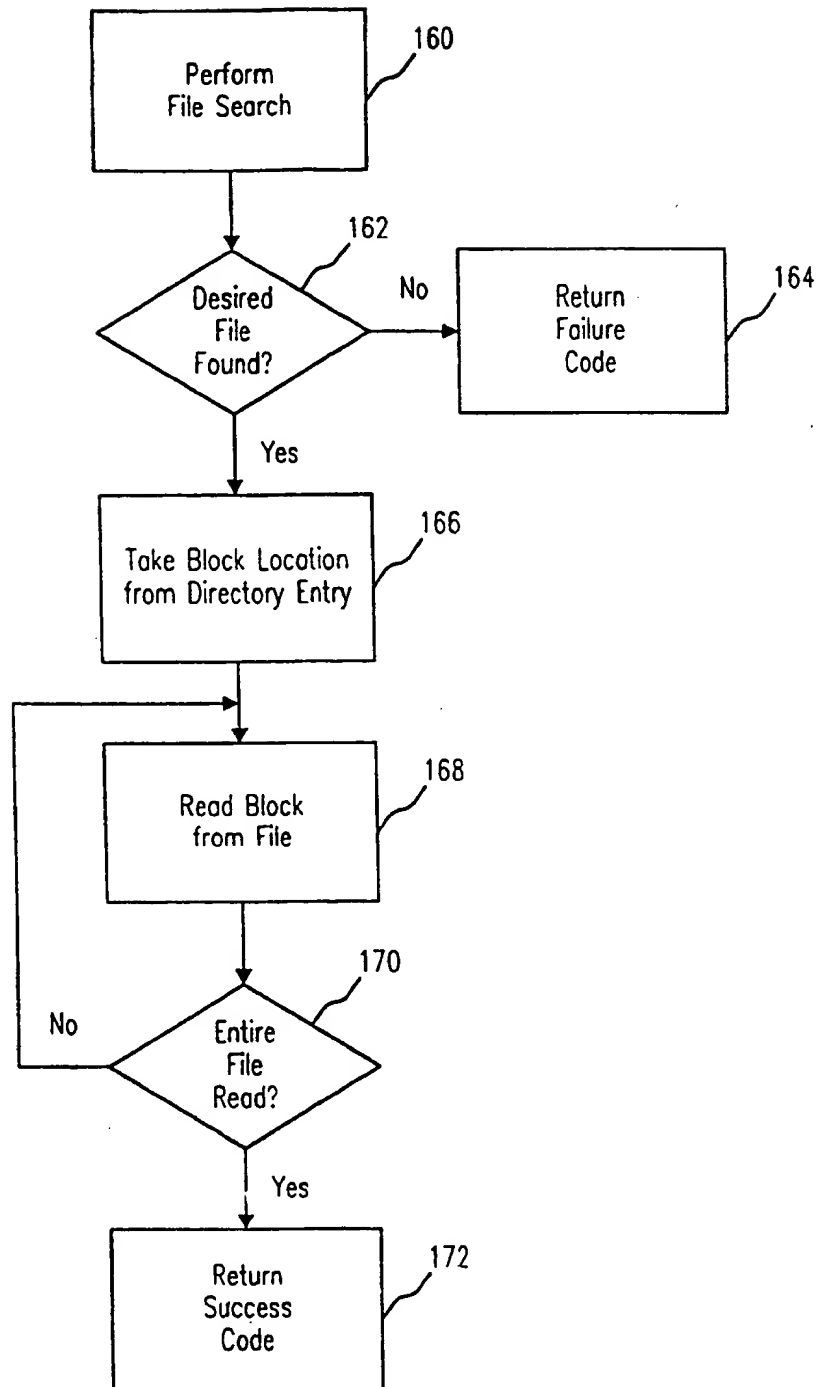 Perform
File Search
160
Desired
File
Found?
162
No
Return
Failure
Code
164
Yes
Take Block Location
from Directory Entry
166
Read Block
from File
168
No
Entire
File
Read?
170
Yes
Return
Success
Code
172